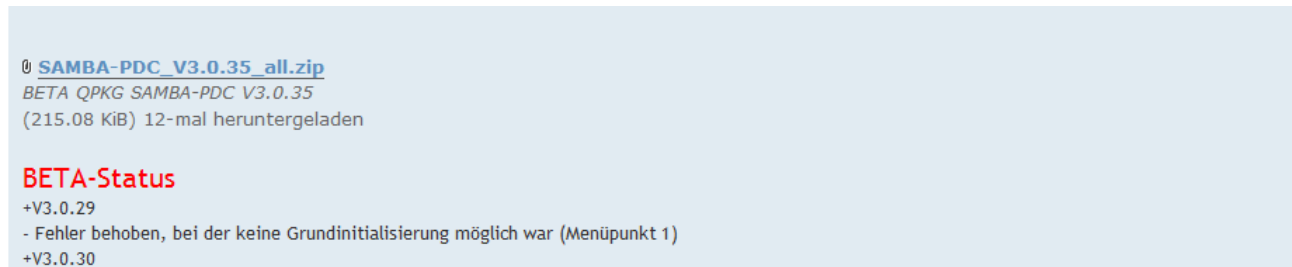 SAMBA-PDC_V3.0.35_all.zip
BETA QPKG SAMBA-PDC V3.0.35
(215.08 KiB) 12-mal heruntergeladen
BETA-Status
+V3.0.29
- Fehler behoben, bei der keine Grundinitialisierung möglich war (Menüpunkt 1)
+V3.0.30